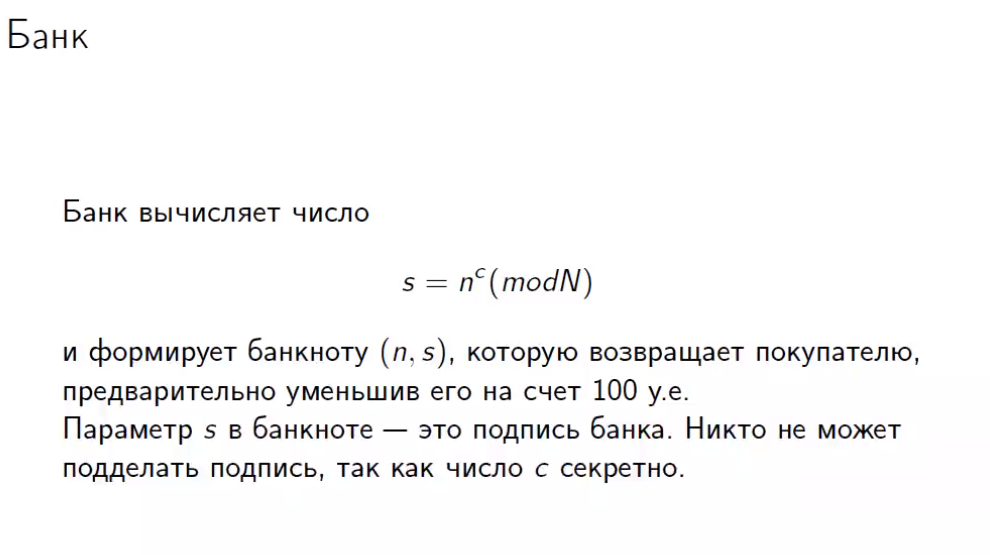 Банк
Банк вычисляет число
s = n^c (modN)
и формирует банкноту (n, s), которую возвращает покупателю,
предварительно уменьшив его на счет 100 у.е.
Параметр s в банкноте — это подпись банка. Никто не может
подделать подпись, так как число c секретно.